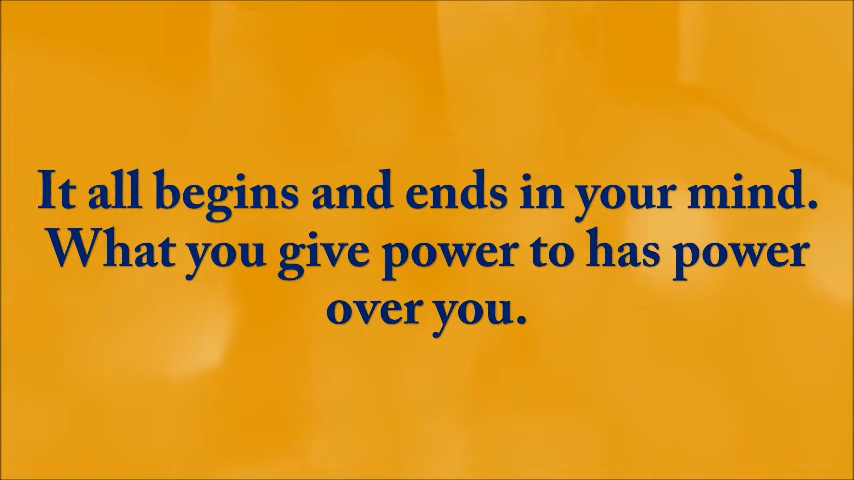 It all begins and ends in your mind.
What you give power to has power
over you.